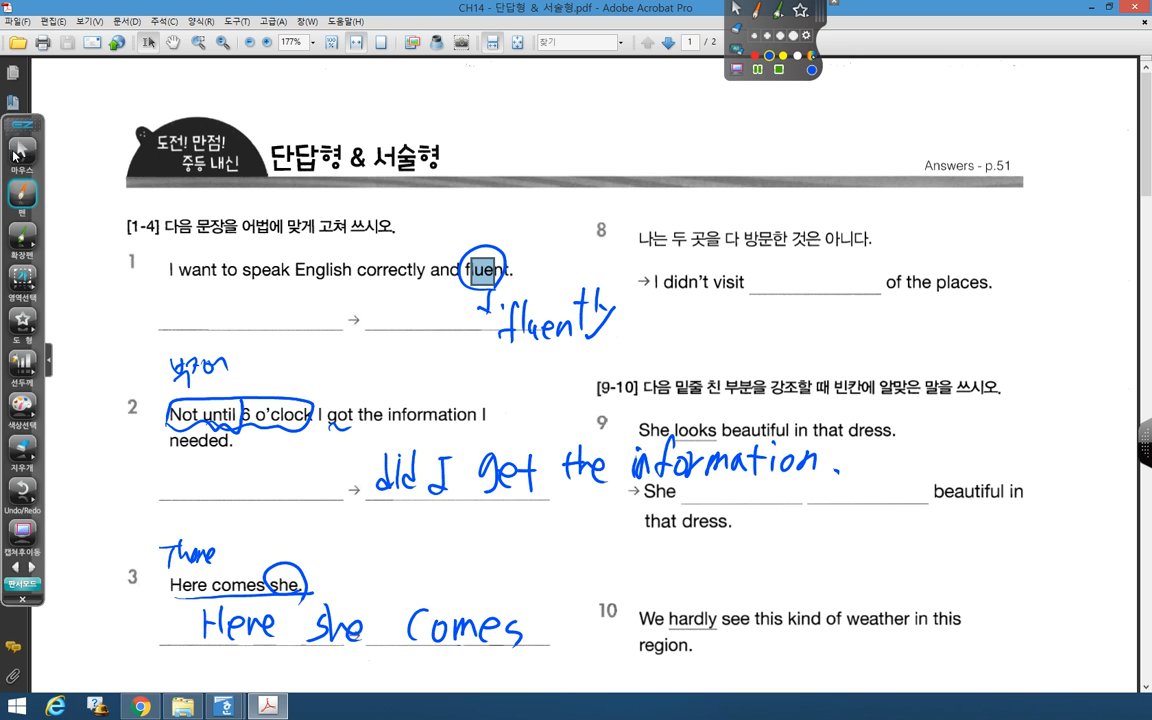 CH14 - 단답형 & 서술형.pdf - Adobe Acrobat Pro
파일(F) 편집(E) 보기(V) 문서(D) 주석(C) 양식(R) 도구(T) 고급(A) 창(W) 도움말(H)
177% 찾기 1 / 2
마우스
펜
확장펜
영역선택
도 형
선두께
색상선택
지우개
Undo/Redo
캡쳐후이동
판서모드
도전! 만점!
중등 내신
단답형 & 서술형
Answers - p.51
[1-4] 다음 문장을 어법에 맞게 고쳐 쓰시오.
1
I want to speak English correctly and fluent.
→
fluently
부정어
2
Not until 6 o'clock I got the information I
needed.
→ did I get the information.
There
3
Here comes she.
Here she comes
8
나는 두 곳을 다 방문한 것은 아니다.
→ I didn't visit of the places.
[9-10] 다음 밑줄 친 부분을 강조할 때 빈칸에 알맞은 말을 쓰시오.
9
She looks beautiful in that dress.
→ She beautiful in
that dress.
10
We hardly see this kind of weather in this
region.